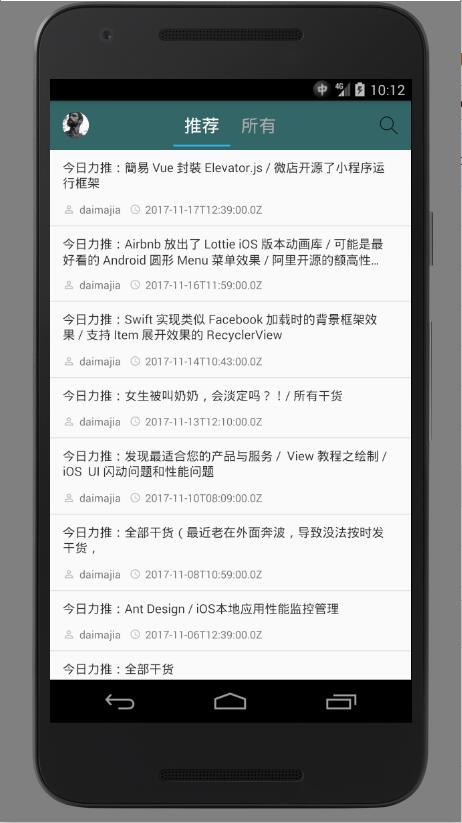 中 4G 10:12
推荐 所有
今日力推：簡易 Vue 封裝 Elevator.js / 微店开源了小程序运
行框架
daimajia 2017-11-17T12:39:00.0Z
今日力推：Airbnb 放出了 Lottie iOS 版本动画库 / 可能是最
好看的 Android 圆形 Menu 菜单效果 / 阿里开源的额高性...
daimajia 2017-11-16T11:59:00.0Z
今日力推：Swift 实现类似 Facebook 加载时的背景框架效
果 / 支持 Item 展开效果的 RecyclerView
daimajia 2017-11-14T10:43:00.0Z
今日力推：女生被叫奶奶，会淡定吗？！/ 所有干货
daimajia 2017-11-13T12:10:00.0Z
今日力推：发现最适合您的产品与服务 / View 教程之绘制 /
iOS UI 闪动问题和性能问题
daimajia 2017-11-10T08:09:00.0Z
今日力推：全部干货（最近老在外面奔波，导致没法按时发
干货，
daimajia 2017-11-08T10:59:00.0Z
今日力推：Ant Design / iOS本地应用性能监控管理
daimajia 2017-11-06T12:39:00.0Z
今日力推：全部干货